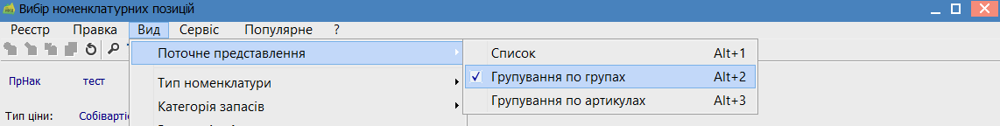 Вибір номенклатурних позицій
Реєстр Правка Вид Сервіс Популярне ?
Поточне представлення
Список Alt+1
ПрНак тест
Тип номенклатури
Групування по групах Alt+2
Категорія запасів
Групування по артикулах Alt+3
Тип ціни: